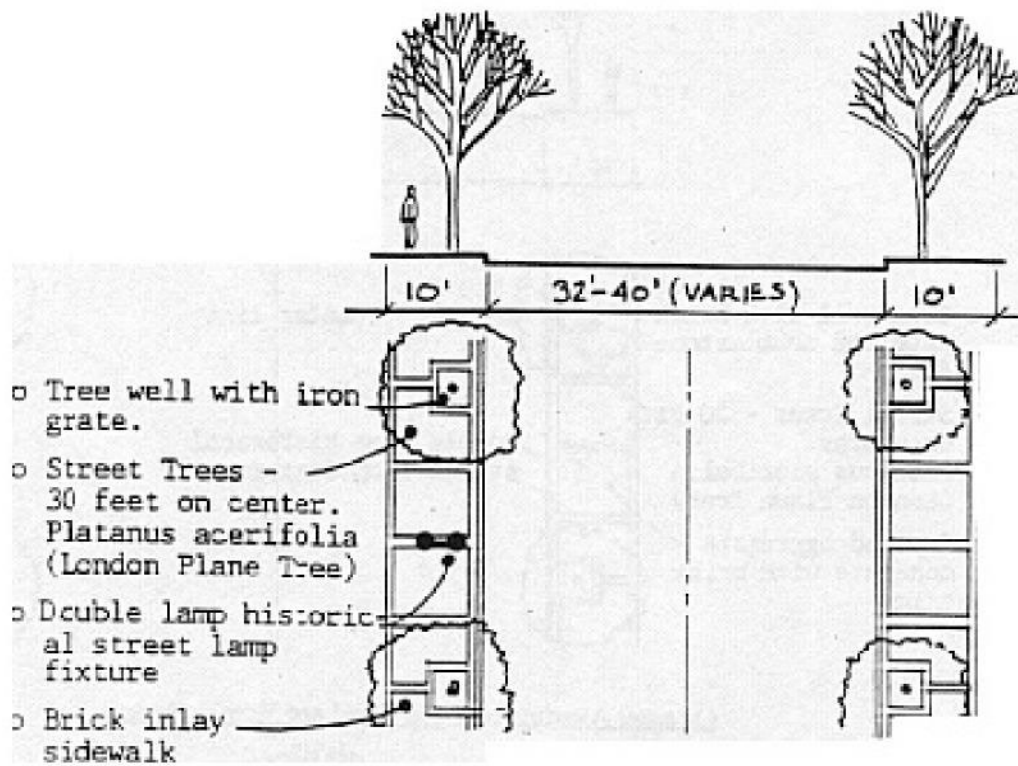 10' 32'-40' (VARIES) 10'
o Tree well with iron
grate.
o Street Trees -
30 feet on center.
Platanus acerifolia
(London Plane Tree)
o Double lamp historic-
al street lamp
fixture
o Brick inlay
sidewalk